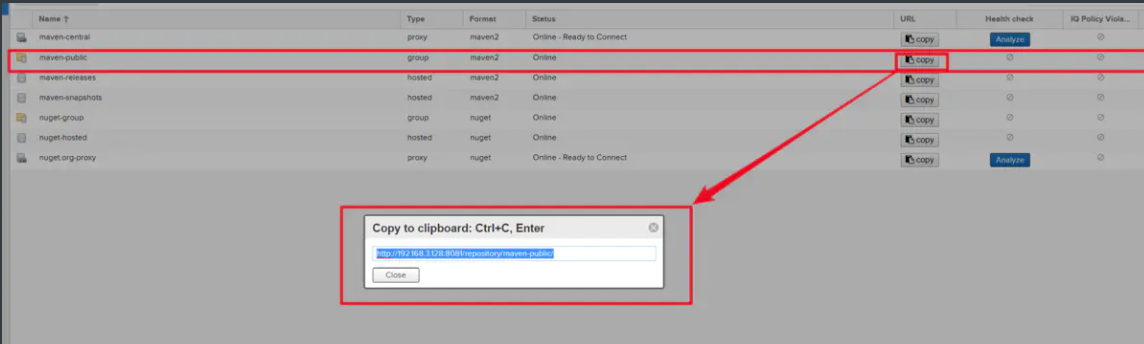 Name Type Format Status URL Health check IQ Policy Viola...
maven-central proxy maven2 Online - Ready to Connect copy Analyze
maven-public group maven2 Online copy
maven-releases hosted maven2 Online copy
maven-snapshots hosted maven2 Online copy
nuget-group group nuget Online copy
nuget-hosted hosted nuget Online copy
nuget.org-proxy proxy nuget Online - Ready to Connect copy Analyze
Copy to clipboard: Ctrl+C, Enter
http://192.168.3.128:8081/repository/maven-public/
Close